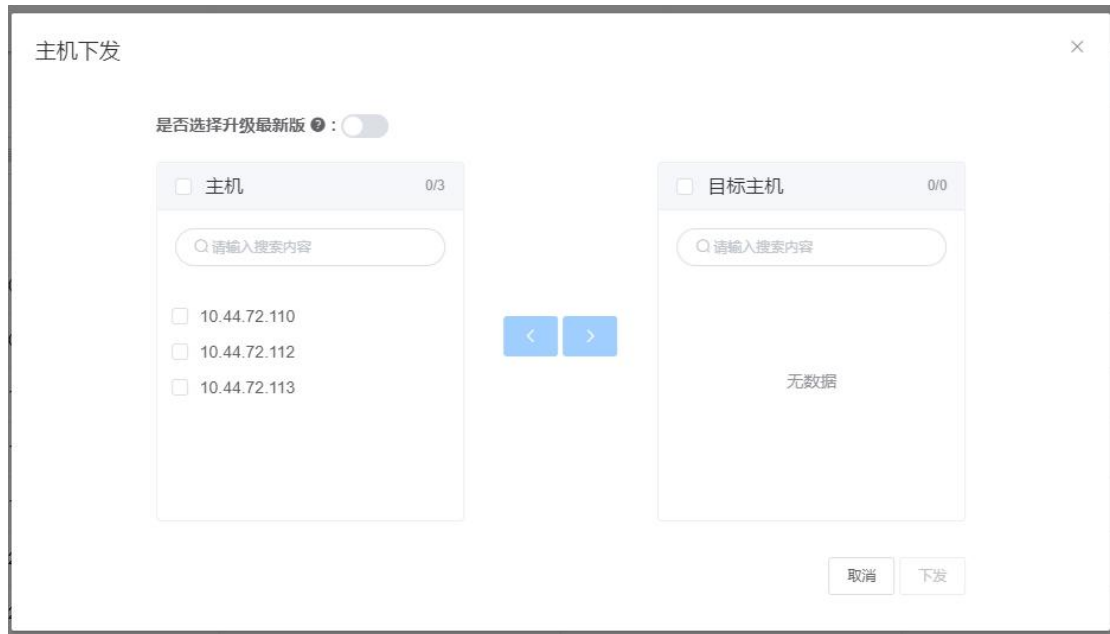 主机下发
是否选择升级最新版 ? :
主机 0/3
请输入搜索内容
10.44.72.110
10.44.72.112
10.44.72.113
目标主机 0/0
请输入搜索内容
无数据
取消 下发